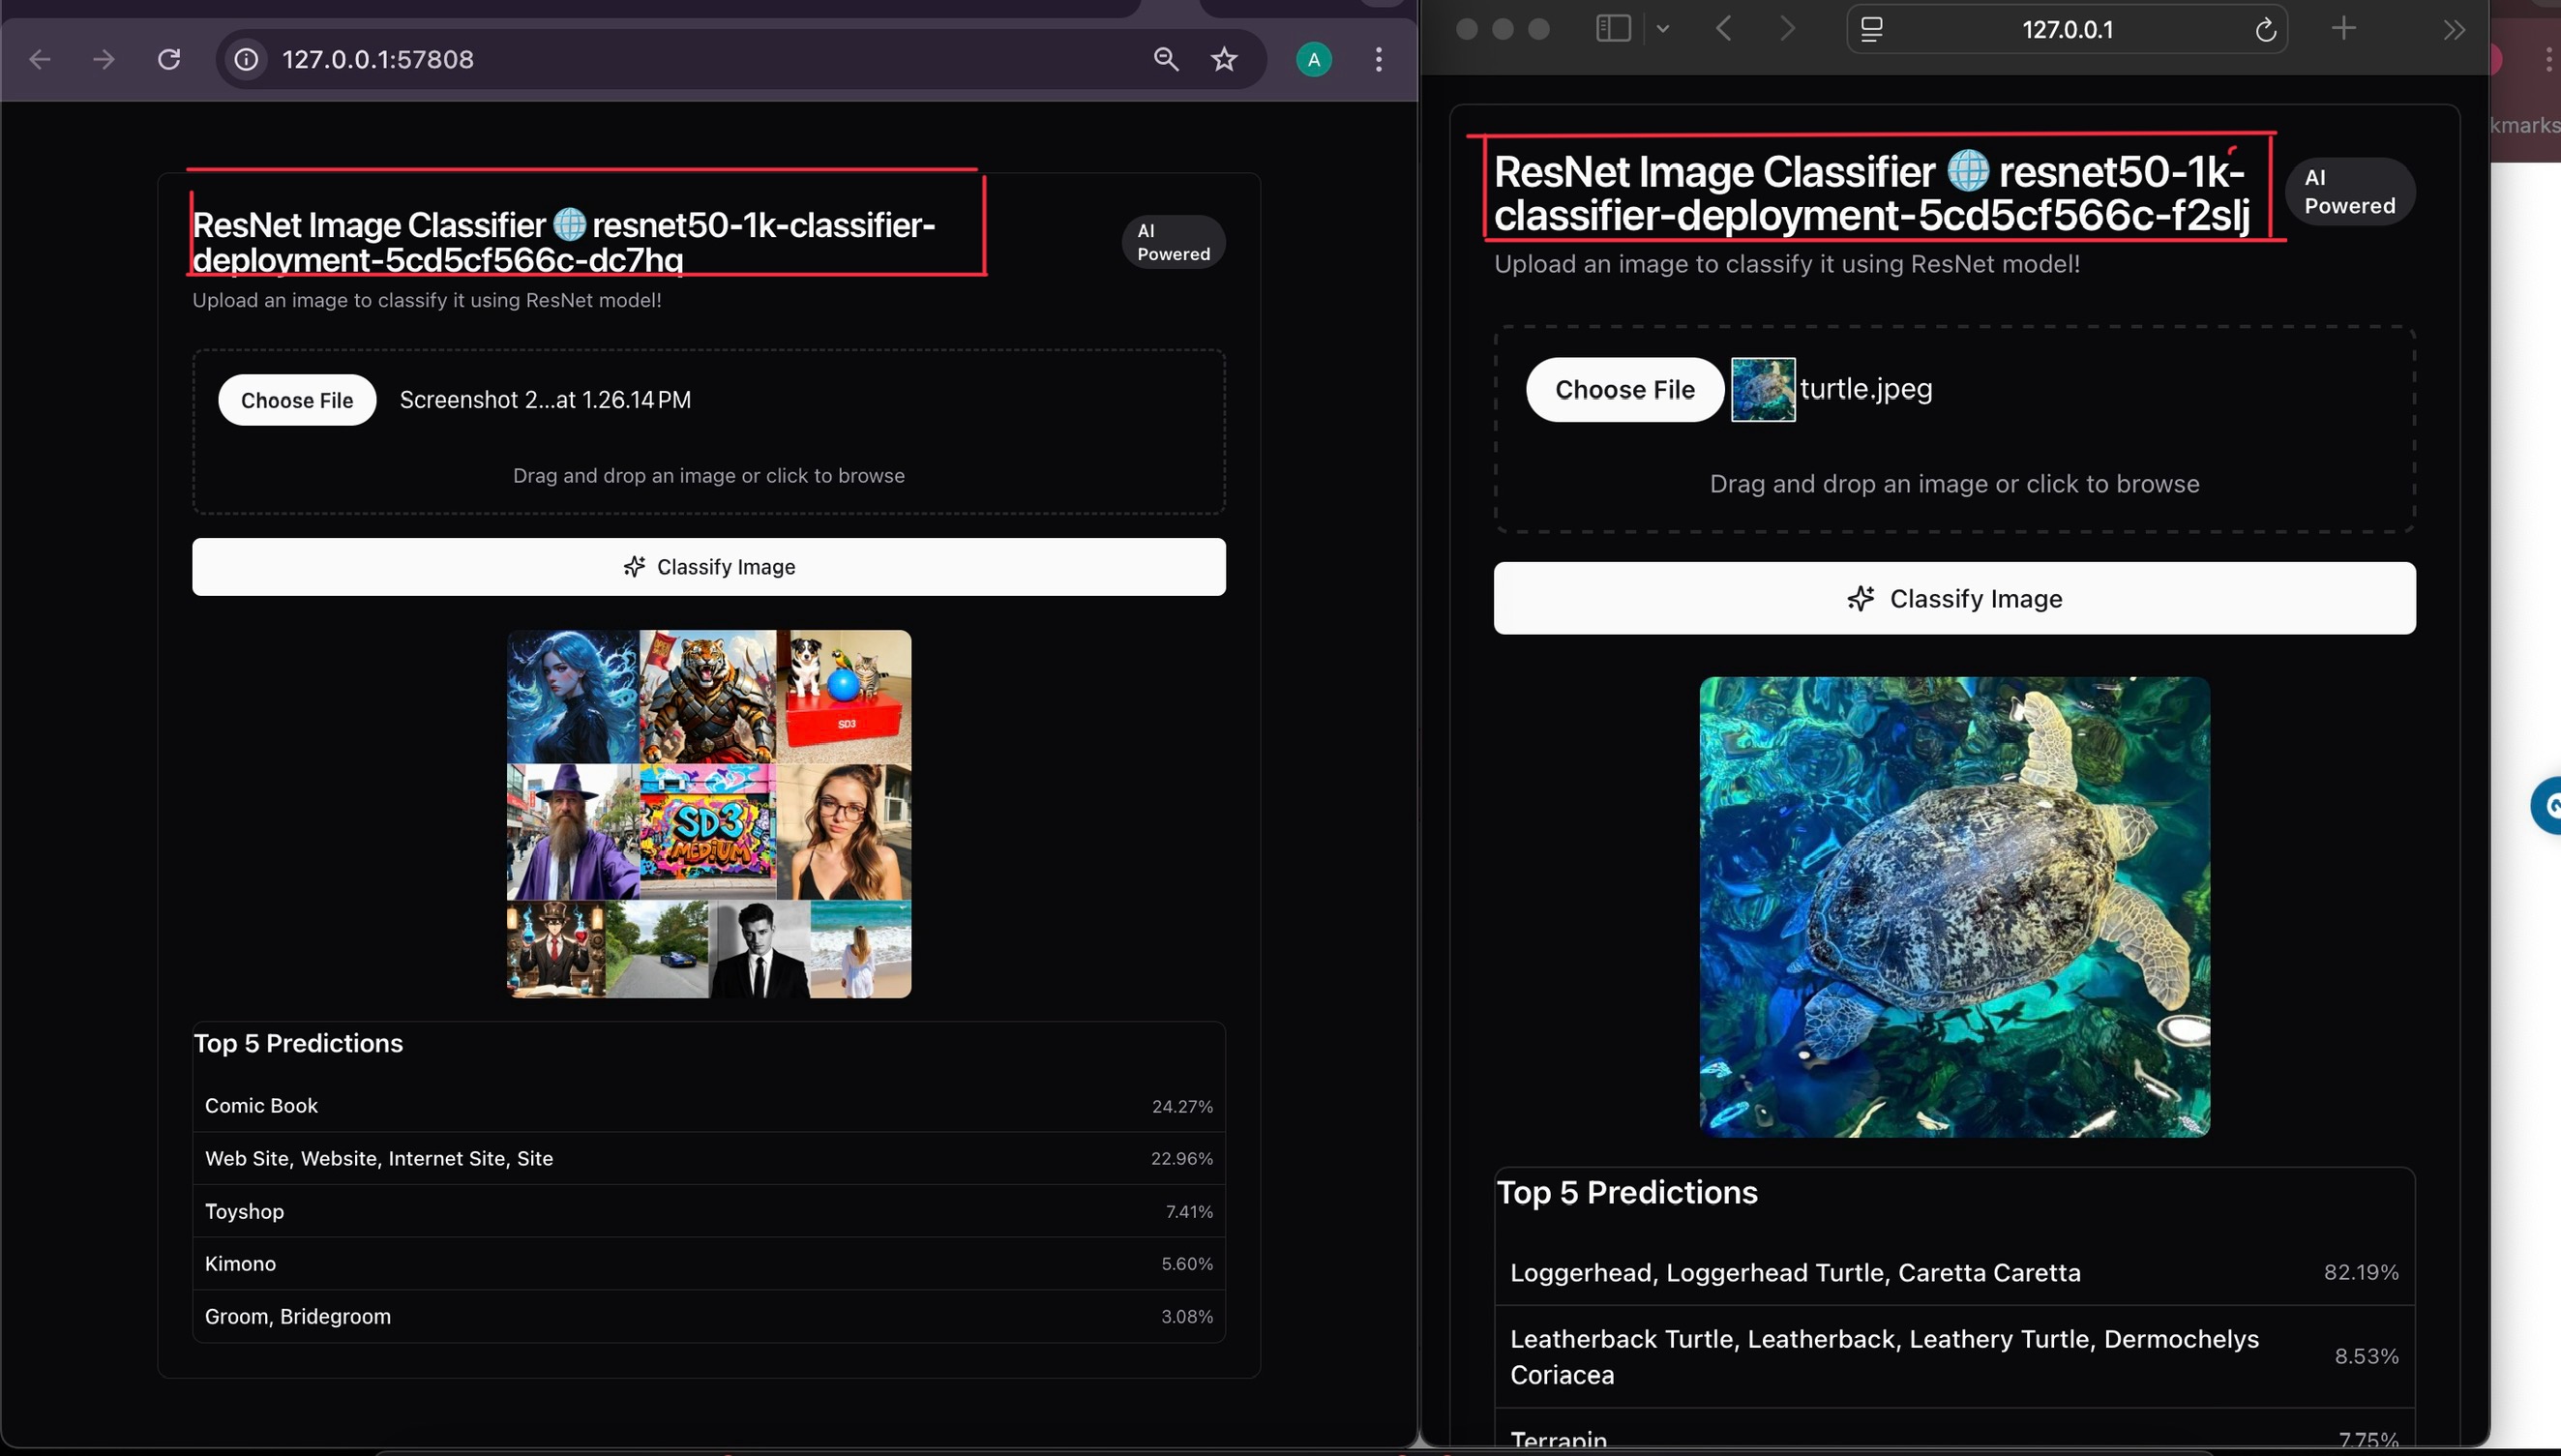 127.0.0.1:57808
A
ResNet Image Classifier 🌐 resnet50-1k-classifier-
deployment-5cd5cf566c-dc7hq
AI
Powered
Upload an image to classify it using ResNet model!
Choose File
Screenshot 2...at 1.26.14 PM
Drag and drop an image or click to browse
Classify Image
SD3
SD3
MEDIUM
Top 5 Predictions
Comic Book 24.27%
Web Site, Website, Internet Site, Site 22.96%
Toyshop 7.41%
Kimono 5.60%
Groom, Bridegroom 3.08%
127.0.0.1
ResNet Image Classifier 🌐 resnet50-1k-
classifier-deployment-5cd5cf566c-f2slj
AI
Powered
Upload an image to classify it using ResNet model!
Choose File
turtle.jpeg
Drag and drop an image or click to browse
Classify Image
Top 5 Predictions
Loggerhead, Loggerhead Turtle, Caretta Caretta 82.19%
Leatherback Turtle, Leatherback, Leathery Turtle, Dermochelys
Coriacea 8.53%
Terrapin 7.75%
kmarks